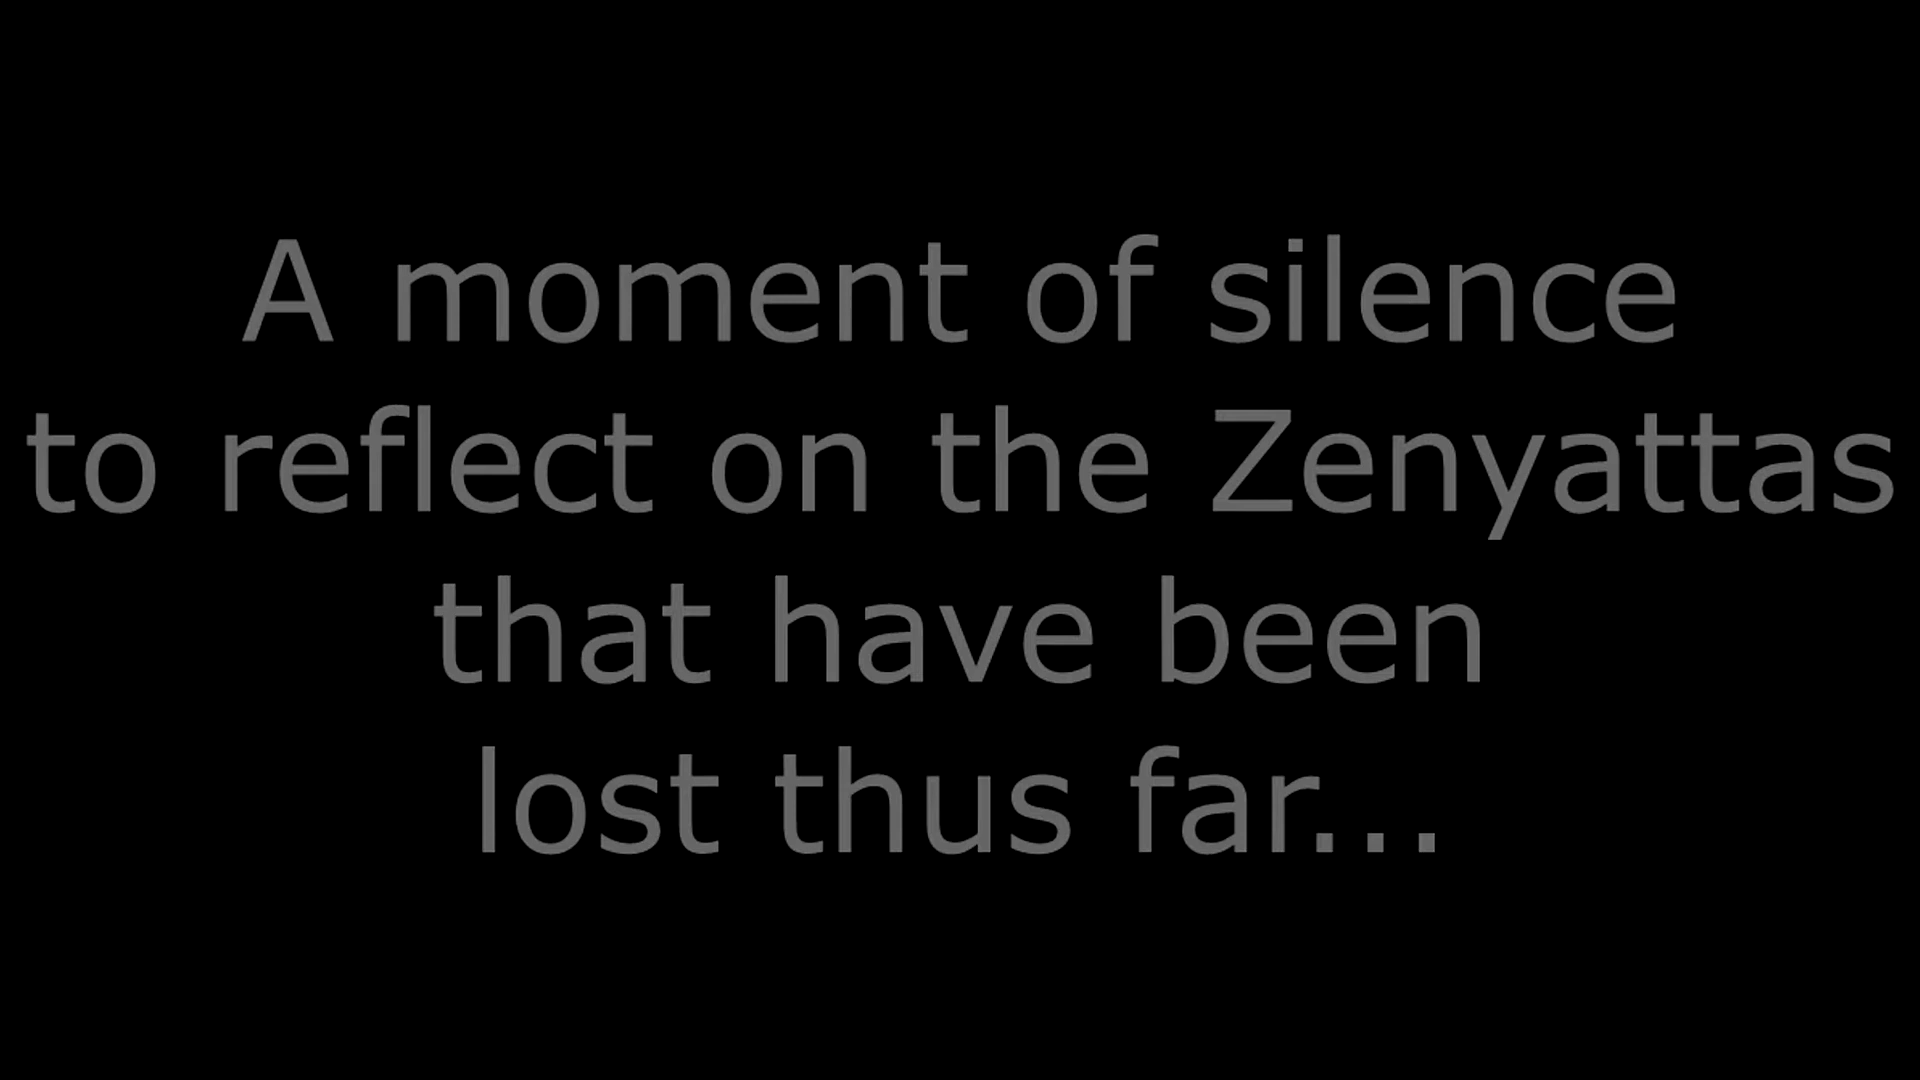 A moment of silence
to reflect on the Zenyattas
that have been
lost thus far...